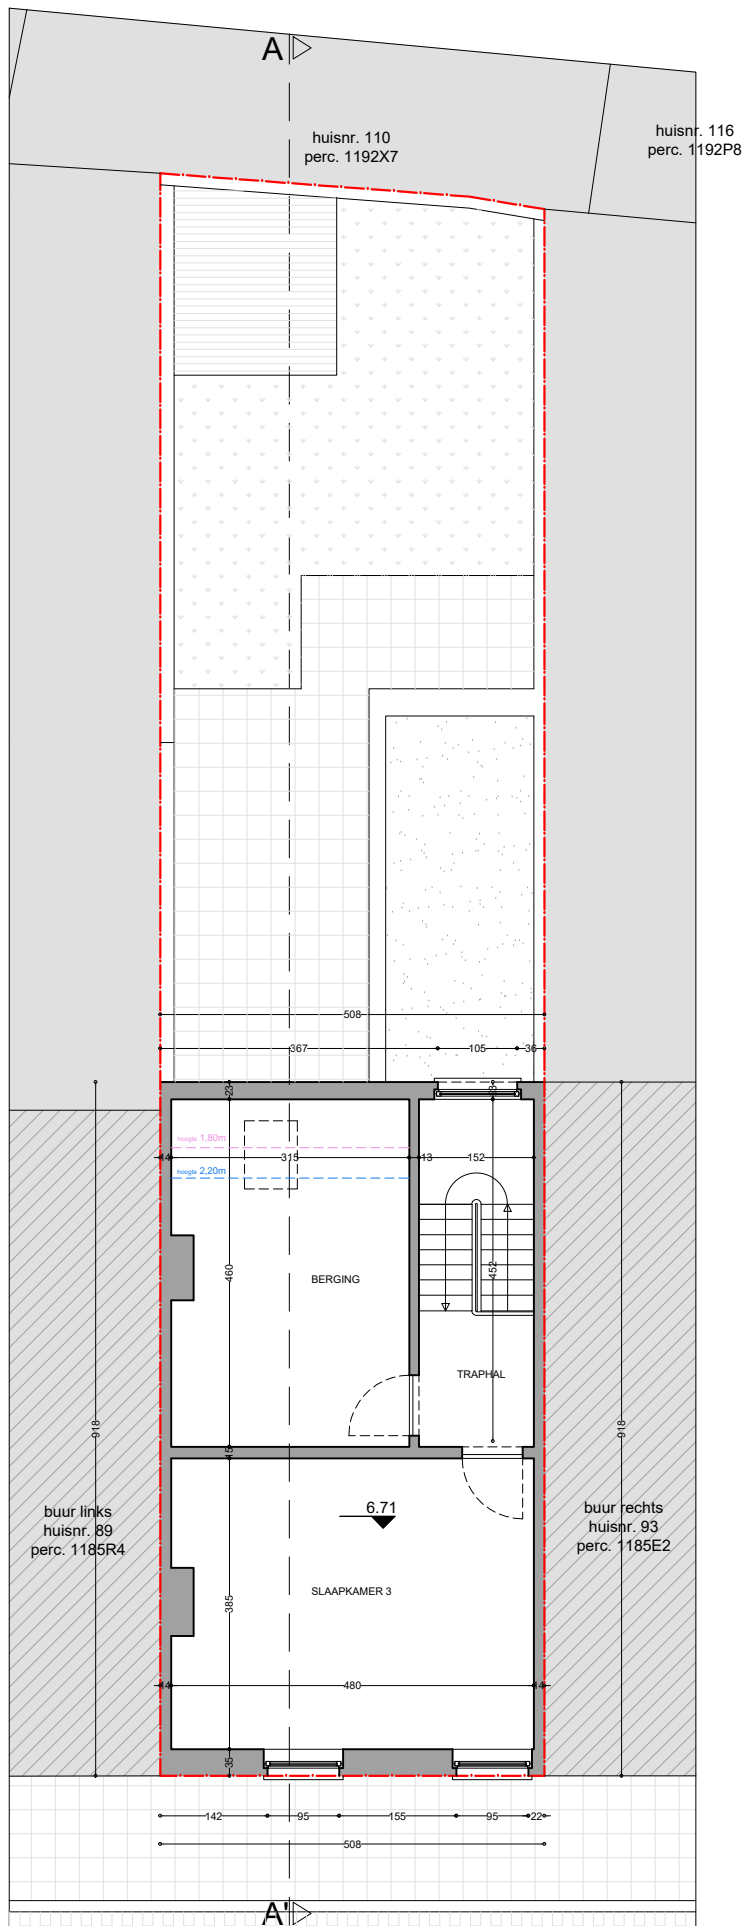 A
huisnr. 110
perc. 1192X7
huisnr. 116
perc. 1192P8
508
367
105
36
23
23
hoogte 1,80m
14
315
13
152
hoogte 2,20m
460
452
BERGING
TRAPHAL
918
918
15
6.71
buur links
huisnr. 89
perc. 1185R4
buur rechts
huisnr. 93
perc. 1185E2
SLAAPKAMER 3
385
14
480
14
35
142
95
155
95
22
508
A'